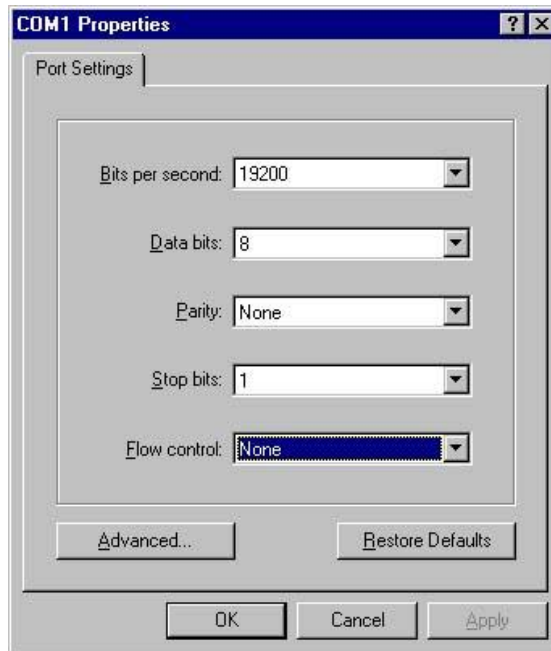 COM1 Properties
Port Settings
Bits per second: 19200
Data bits: 8
Parity: None
Stop bits: 1
Flow control: None
Advanced... Restore Defaults
OK Cancel Apply